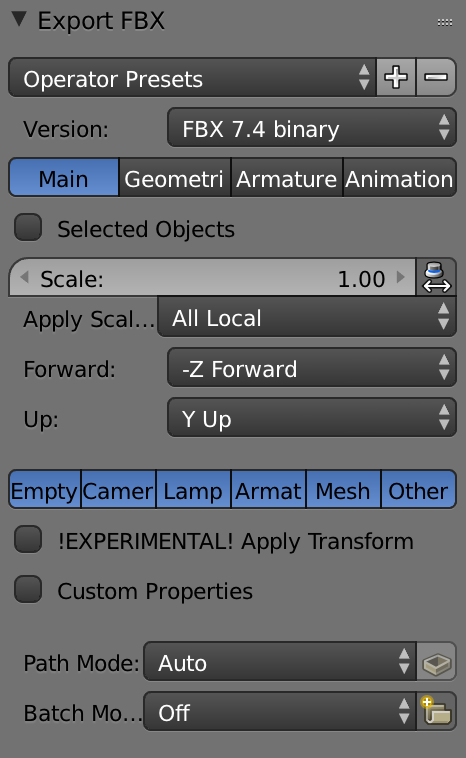 Export FBX
Operator Presets
Version: FBX 7.4 binary
Main Geometri Armature Animation
Selected Objects
Scale: 1.00
Apply Scal... All Local
Forward: -Z Forward
Up: Y Up
Empty Camer Lamp Armat Mesh Other
!EXPERIMENTAL! Apply Transform
Custom Properties
Path Mode: Auto
Batch Mo... Off